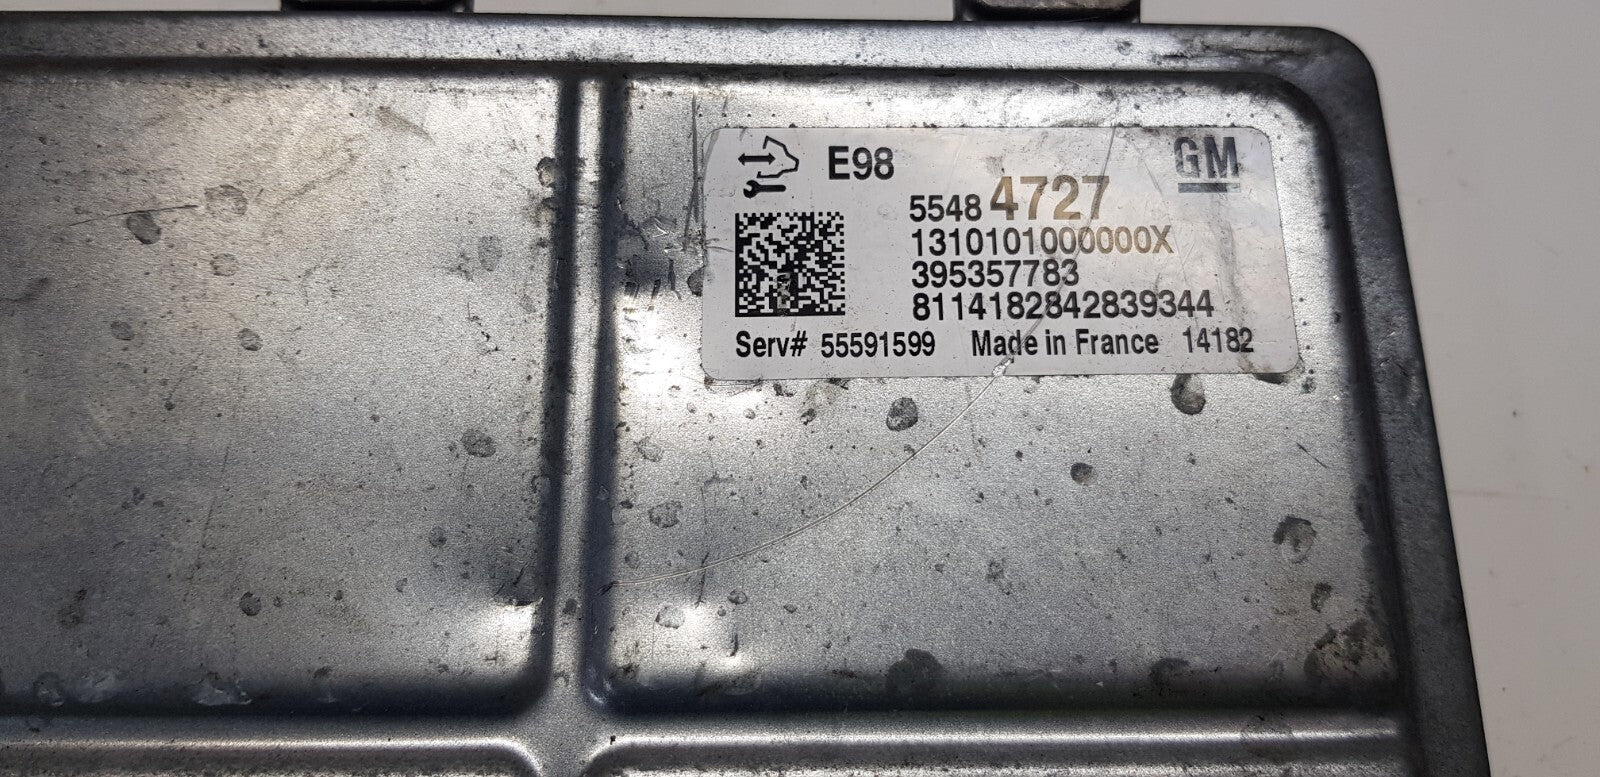 E98 GM
5548 4727
1310101000000X
395357783
8114182842839344
Serv# 55591599 Made in France 14182